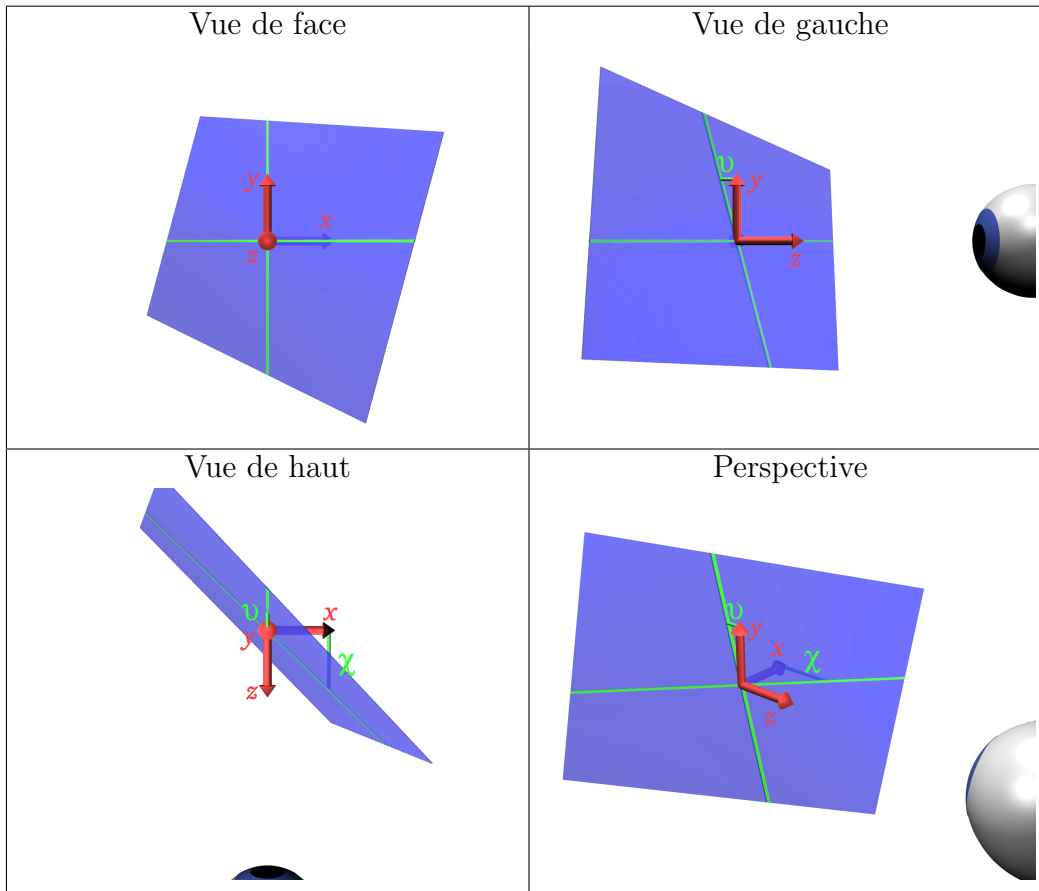 Vue de face
y
x
z
Vue de gauche
υ
y
z
Vue de haut
υ
x
y
χ
z
Perspective
υ
y
x
χ
z